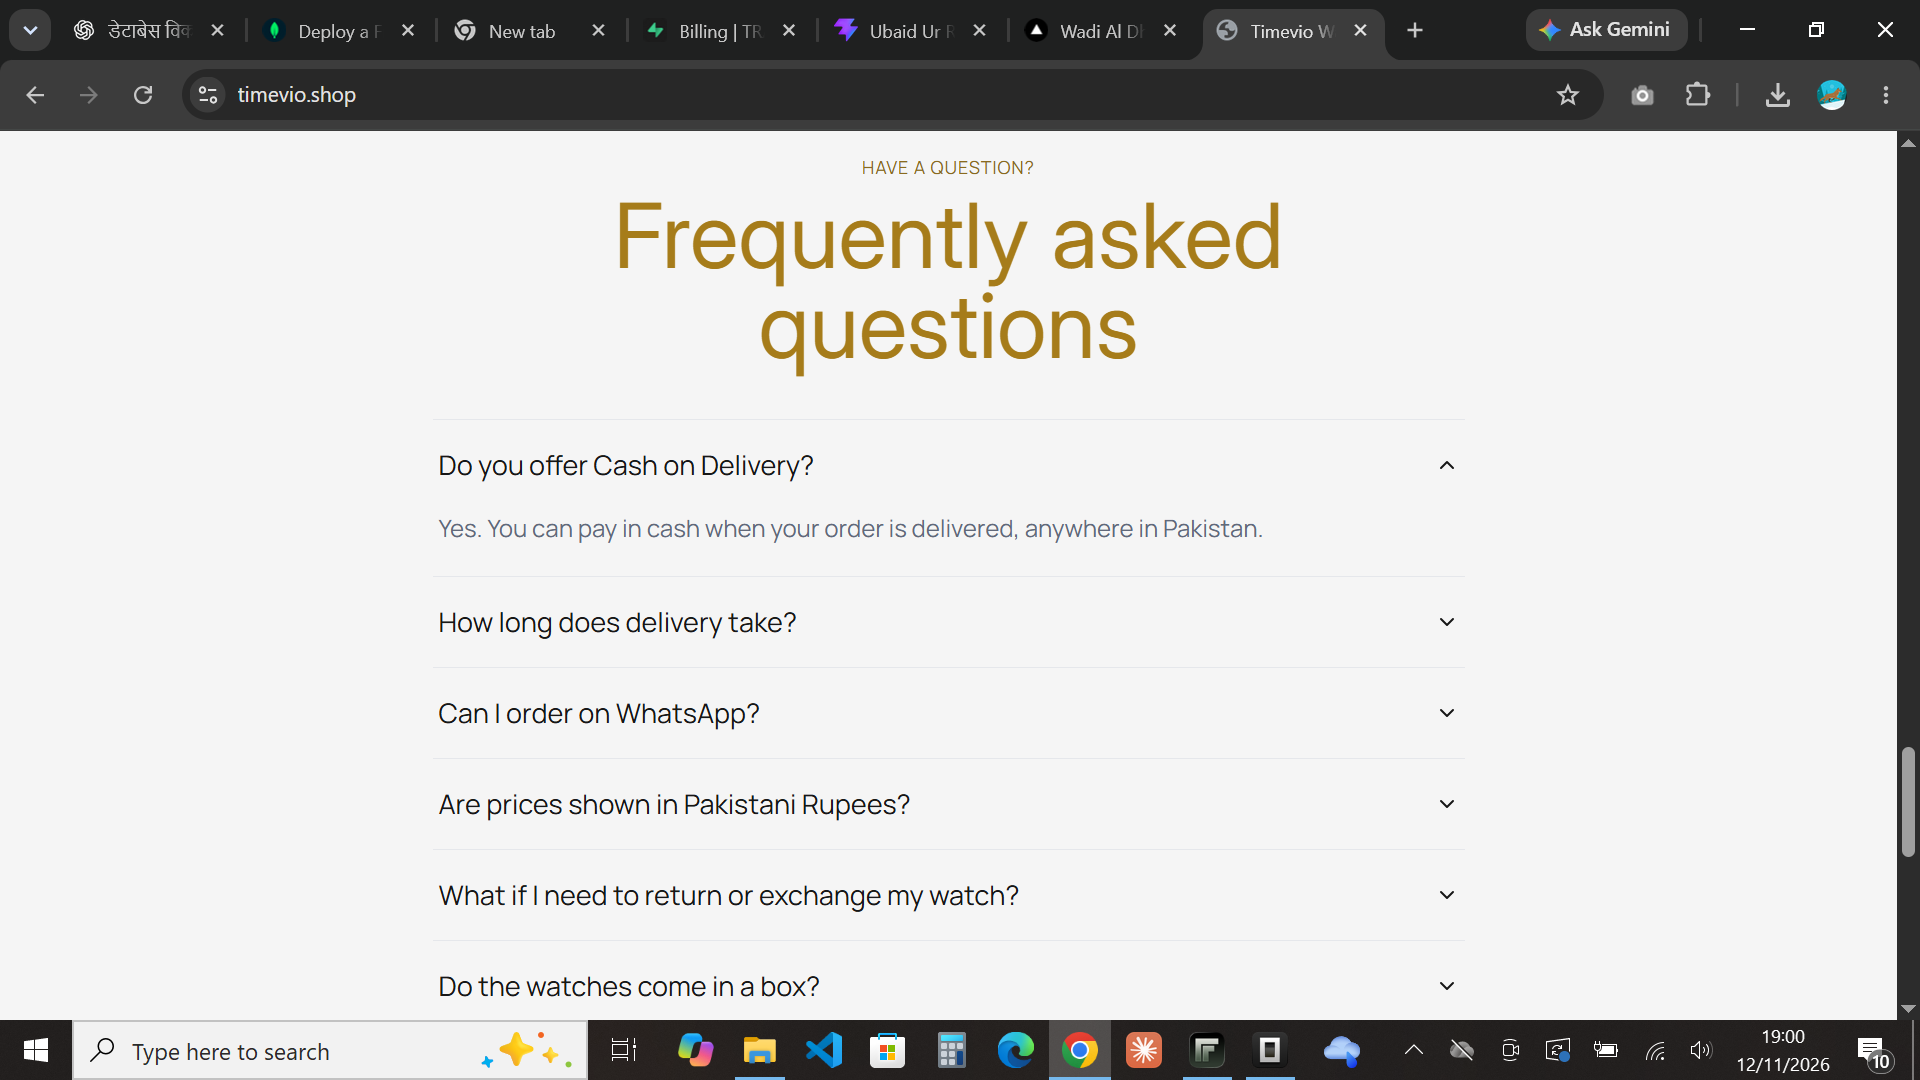 डेटाबेस विक
Deploy a F
New tab
Billing | TR
Ubaid Ur R
Wadi Al Dh
Timevio W
Ask Gemini
timevio.shop
HAVE A QUESTION?
Frequently asked
questions
Do you offer Cash on Delivery?
Yes. You can pay in cash when your order is delivered, anywhere in Pakistan.
How long does delivery take?
Can I order on WhatsApp?
Are prices shown in Pakistani Rupees?
What if I need to return or exchange my watch?
Do the watches come in a box?
Type here to search
19:00
12/11/2026
10